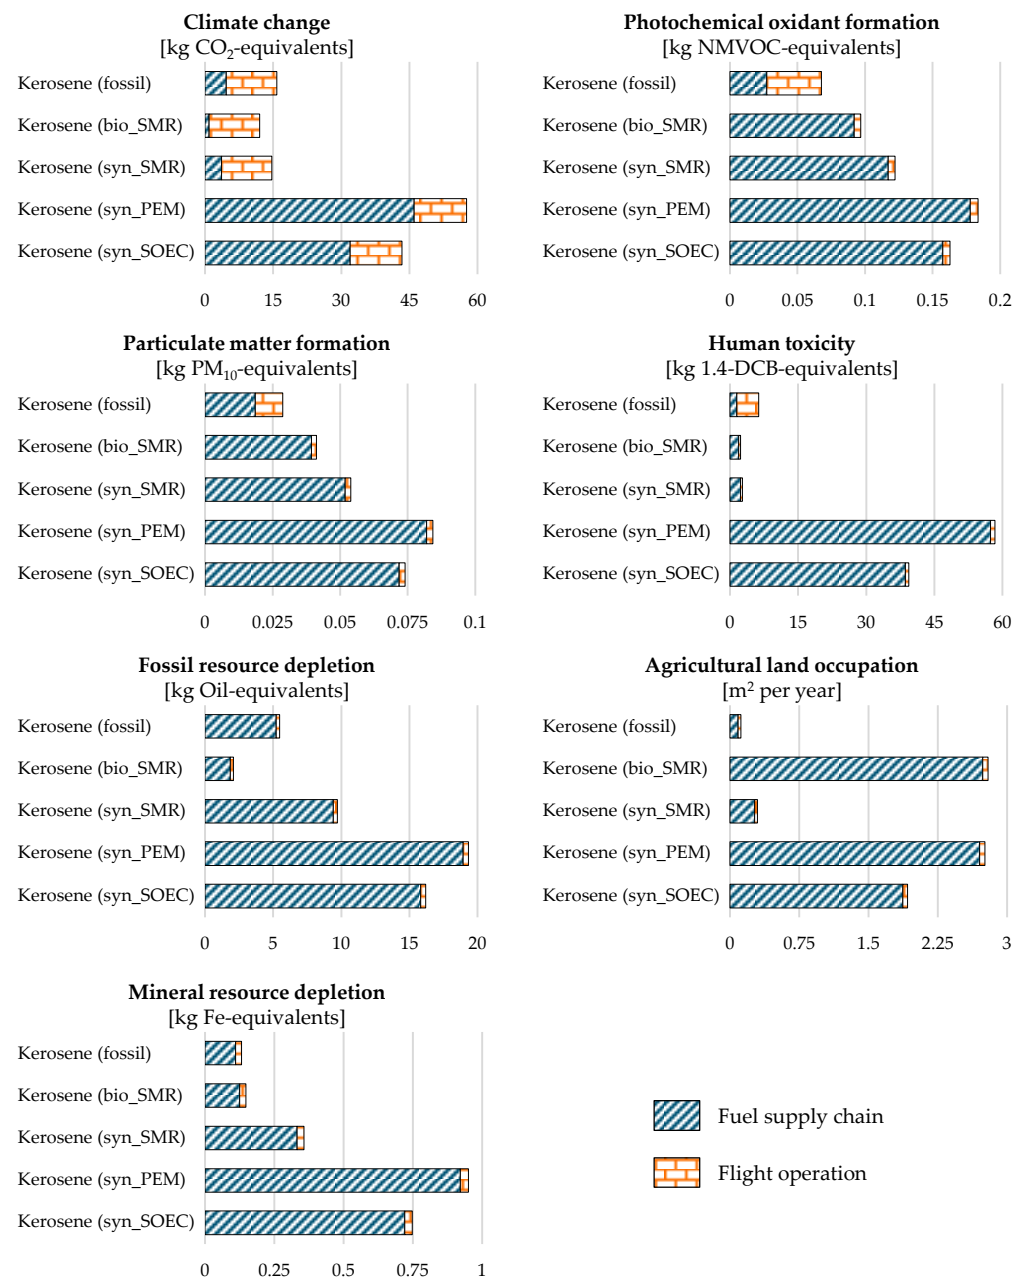 Climate change
[kg CO₂-equivalents]
Kerosene (fossil)
Kerosene (bio_SMR)
Kerosene (syn_SMR)
Kerosene (syn_PEM)
Kerosene (syn_SOEC)
0 15 30 45 60
Photochemical oxidant formation
[kg NMVOC-equivalents]
Kerosene (fossil)
Kerosene (bio_SMR)
Kerosene (syn_SMR)
Kerosene (syn_PEM)
Kerosene (syn_SOEC)
0 0.05 0.1 0.15 0.2
Particulate matter formation
[kg PM₁₀-equivalents]
Kerosene (fossil)
Kerosene (bio_SMR)
Kerosene (syn_SMR)
Kerosene (syn_PEM)
Kerosene (syn_SOEC)
0 0.025 0.05 0.075 0.1
Human toxicity
[kg 1.4-DCB-equivalents]
Kerosene (fossil)
Kerosene (bio_SMR)
Kerosene (syn_SMR)
Kerosene (syn_PEM)
Kerosene (syn_SOEC)
0 15 30 45 60
Fossil resource depletion
[kg Oil-equivalents]
Kerosene (fossil)
Kerosene (bio_SMR)
Kerosene (syn_SMR)
Kerosene (syn_PEM)
Kerosene (syn_SOEC)
0 5 10 15 20
Agricultural land occupation
[m² per year]
Kerosene (fossil)
Kerosene (bio_SMR)
Kerosene (syn_SMR)
Kerosene (syn_PEM)
Kerosene (syn_SOEC)
0 0.75 1.5 2.25 3
Mineral resource depletion
[kg Fe-equivalents]
Kerosene (fossil)
Kerosene (bio_SMR)
Kerosene (syn_SMR)
Kerosene (syn_PEM)
Kerosene (syn_SOEC)
0 0.25 0.5 0.75 1
Fuel supply chain
Flight operation